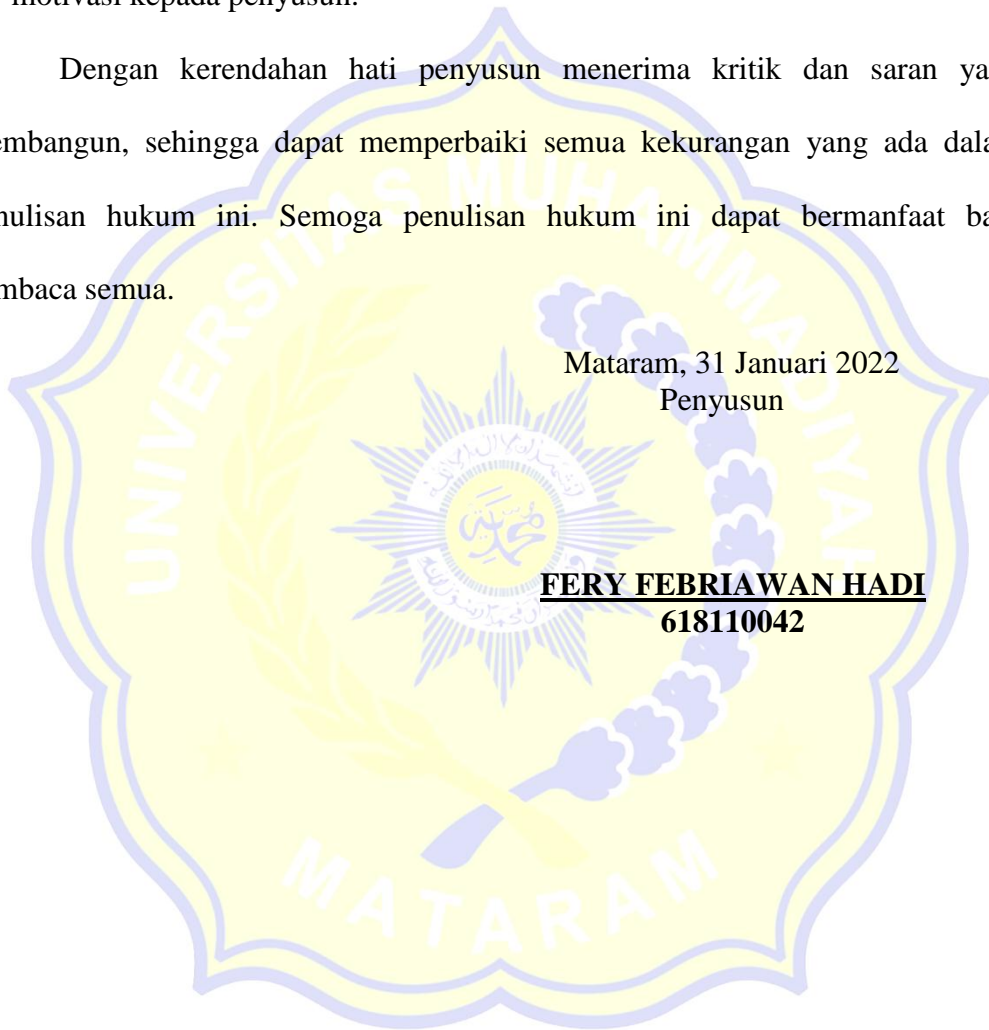 motivasi kepada penyusun.
Dengan kerendahan hati penyusun menerima kritik dan saran ya
embangun, sehingga dapat memperbaiki semua kekurangan yang ada dala
nulisan hukum ini. Semoga penulisan hukum ini dapat bermanfaat ba
mbaca semua.
Mataram, 31 Januari 2022
Penyusun
FERY FEBRIAWAN HADI
618110042
UNIVERSITAS MUHAMMADIYAH
MATARAM